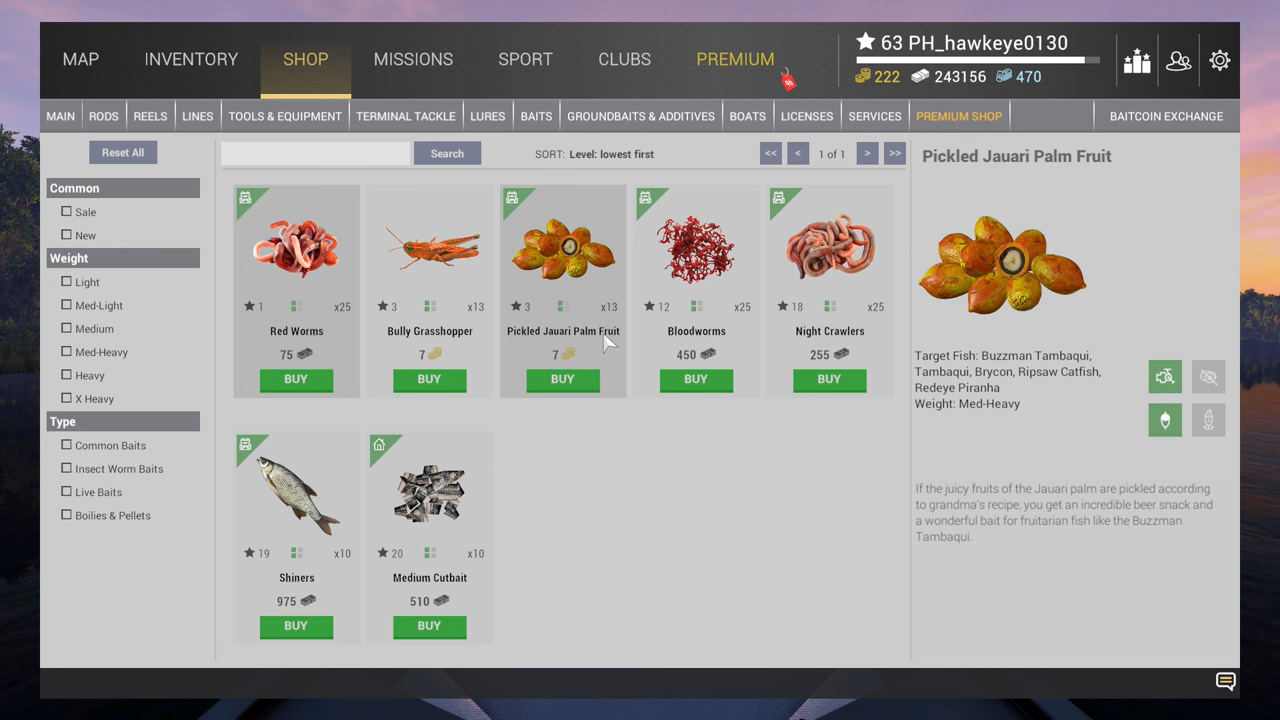 MAP
INVENTORY
SHOP
MISSIONS
SPORT
CLUBS
PREMIUM
63 PH_hawkeye0130
222
243156
470
MAIN
RODS
REELS
LINES
TOOLS & EQUIPMENT
TERMINAL TACKLE
LURES
BAITS
GROUNDBAITS & ADDITIVES
BOATS
LICENSES
SERVICES
PREMIUM SHOP
BAITCOIN EXCHANGE
Reset All
Search
SORT: Level: lowest first
<<
<
1 of 1
>
>>
Common
Sale
New
Weight
Light
Med-Light
Medium
Med-Heavy
Heavy
X Heavy
Type
Common Baits
Insect Worm Baits
Live Baits
Boilies & Pellets
1
x25
Red Worms
75
BUY
3
x13
Bully Grasshopper
7
BUY
3
x13
Pickled Jauari Palm Fruit
7
BUY
12
x25
Bloodworms
450
BUY
18
x25
Night Crawlers
255
BUY
19
x10
Shiners
975
BUY
20
x10
Medium Cutbait
510
BUY
Pickled Jauari Palm Fruit
Target Fish: Buzzman Tambaqui,
Tambaqui, Brycon, Ripsaw Catfish,
Redeye Piranha
Weight: Med-Heavy
If the juicy fruits of the Jauari palm are pickled according
to grandma's recipe, you get an incredible beer snack and
a wonderful bait for fruitarian fish like the Buzzman
Tambaqui.